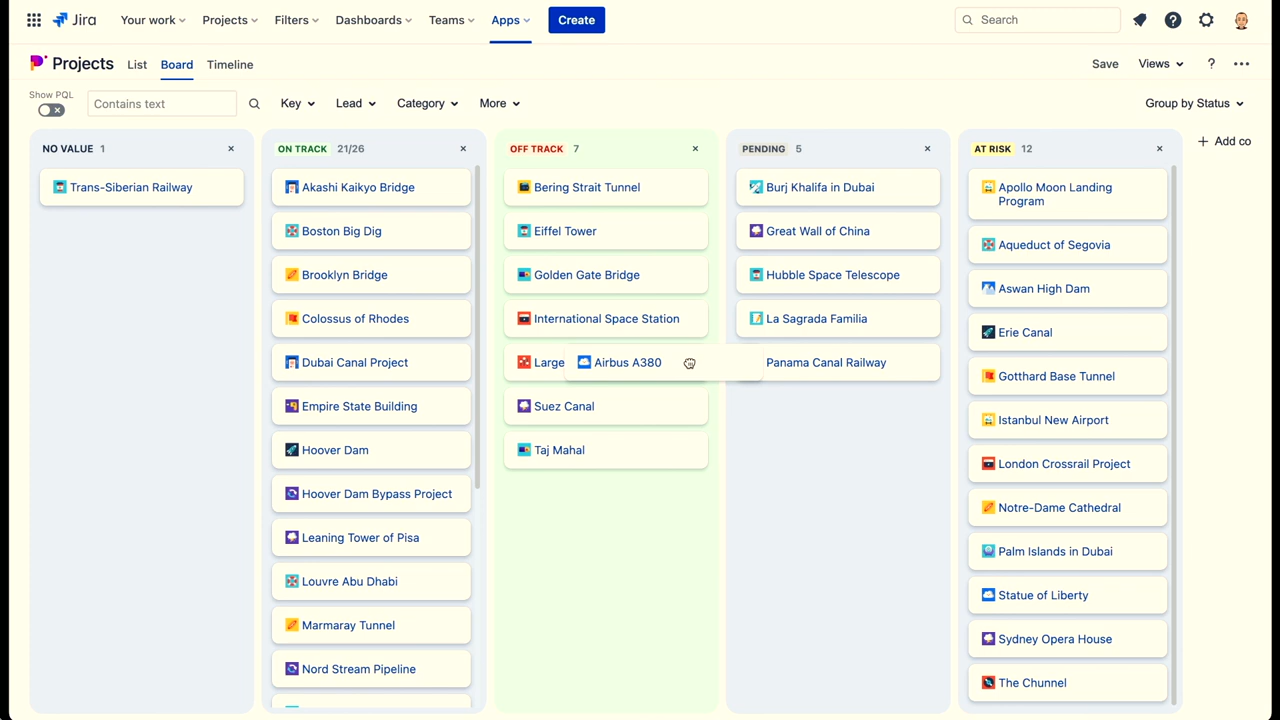 Jira
Your work
Projects
Filters
Dashboards
Teams
Apps
Create
Search
Projects
List
Board
Timeline
Save
Views
?
Show PQL
Contains text
Key
Lead
Category
More
Group by Status
NO VALUE 1
Trans-Siberian Railway
ON TRACK 21/26
Akashi Kaikyo Bridge
Boston Big Dig
Brooklyn Bridge
Colossus of Rhodes
Dubai Canal Project
Empire State Building
Hoover Dam
Hoover Dam Bypass Project
Leaning Tower of Pisa
Louvre Abu Dhabi
Marmaray Tunnel
Nord Stream Pipeline
OFF TRACK 7
Bering Strait Tunnel
Eiffel Tower
Golden Gate Bridge
International Space Station
Large
Airbus A380
Suez Canal
Taj Mahal
PENDING 5
Burj Khalifa in Dubai
Great Wall of China
Hubble Space Telescope
La Sagrada Familia
Panama Canal Railway
AT RISK 12
Apollo Moon Landing
Program
Aqueduct of Segovia
Aswan High Dam
Erie Canal
Gotthard Base Tunnel
Istanbul New Airport
London Crossrail Project
Notre-Dame Cathedral
Palm Islands in Dubai
Statue of Liberty
Sydney Opera House
The Chunnel
+ Add co